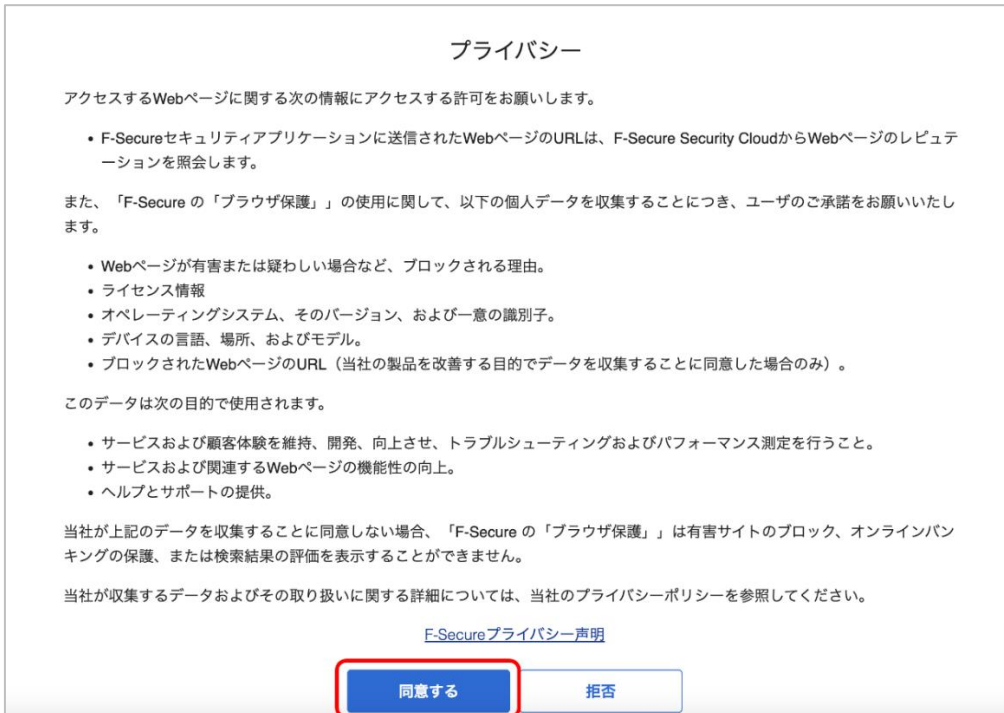 プライバシー
アクセスするWebページに関する次の情報にアクセスする許可をお願いします。
• F-Secureセキュリティアプリケーションに送信されたWebページのURLは、F-Secure Security CloudからWebページのレピュテ
ーションを照会します。
また、「F-Secure の「ブラウザ保護」」の使用に関して、以下の個人データを収集することにつき、ユーザのご承諾をお願いいたし
ます。
• Webページが有害または疑わしい場合など、ブロックされる理由。
• ライセンス情報
• オペレーティングシステム、そのバージョン、および一意の識別子。
• デバイスの言語、場所、およびモデル。
• ブロックされたWebページのURL（当社の製品を改善する目的でデータを収集することに同意した場合のみ）。
このデータは次の目的で使用されます。
• サービスおよび顧客体験を維持、開発、向上させ、トラブルシューティングおよびパフォーマンス測定を行うこと。
• サービスおよび関連するWebページの機能性の向上。
• ヘルプとサポートの提供。
当社が上記のデータを収集することに同意しない場合、「F-Secure の「ブラウザ保護」」は有害サイトのブロック、オンラインバン
キングの保護、または検索結果の評価を表示することができません。
当社が収集するデータおよびその取り扱いに関する詳細については、当社のプライバシーポリシーを参照してください。
F-Secureプライバシー声明
同意する
拒否